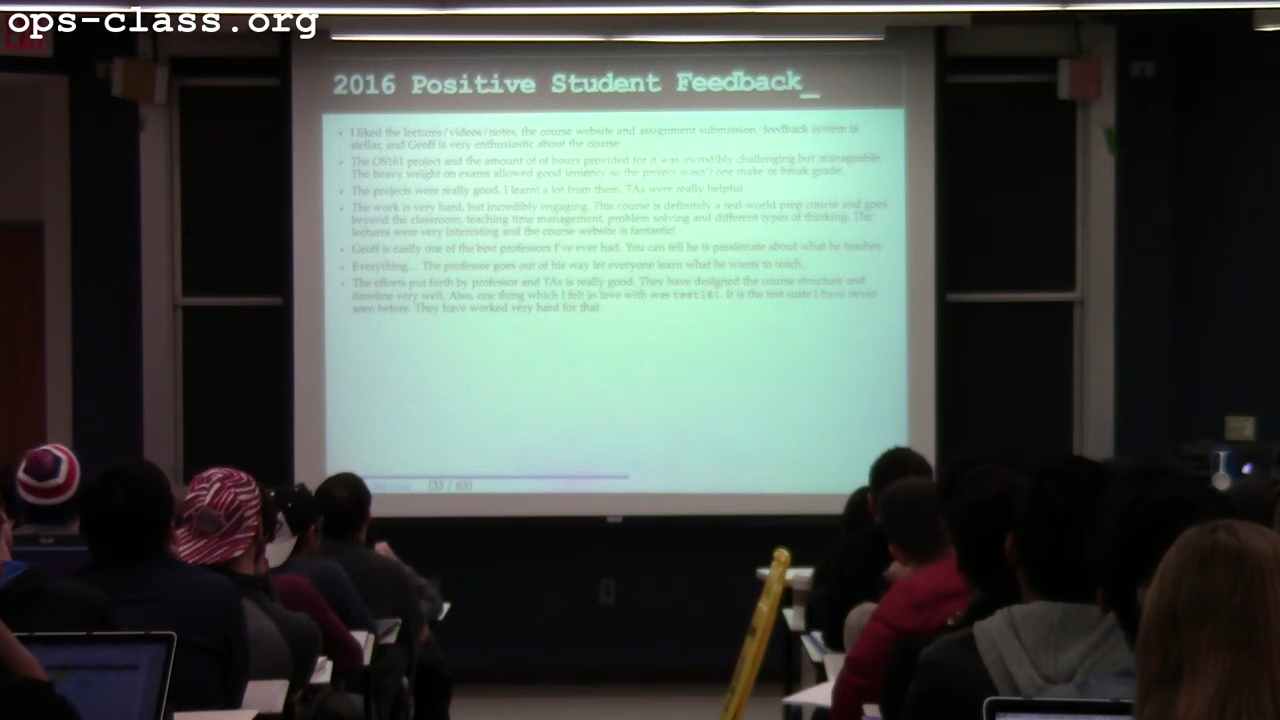 ops-class.org
EXIT
2016 Positive Student Feedback_
• I liked the lectures/videos/notes, the course website and assignment submission/feedback system is
stellar, and Geoff is very enthusiastic about the course.
• The OS161 project and the amount of of hours provided for it was incredibly challenging but manageable.
The heavy weight on exams allowed good leniency so the project wasn't one make or break grade.
• The projects were really good. I learnt a lot from them. TAs were really helpful.
• The work is very hard, but incredibly engaging. This course is definitely a real-world prep course and goes
beyond the classroom, teaching time management, problem solving and different types of thinking. The
lectures were very interesting and the course website is fantastic!
• Geoff is easily one of the best professors I've ever had. You can tell he is passionate about what he teaches.
• Everything... The professor goes out of his way let everyone learn what he wants to teach.
• The efforts put forth by professor and TAs is really good. They have designed the course structure and
timeline very well. Also, one thing which I felt in love with was test161. It is the test suite I have never
seen before. They have worked very hard for that
(33 / 63)